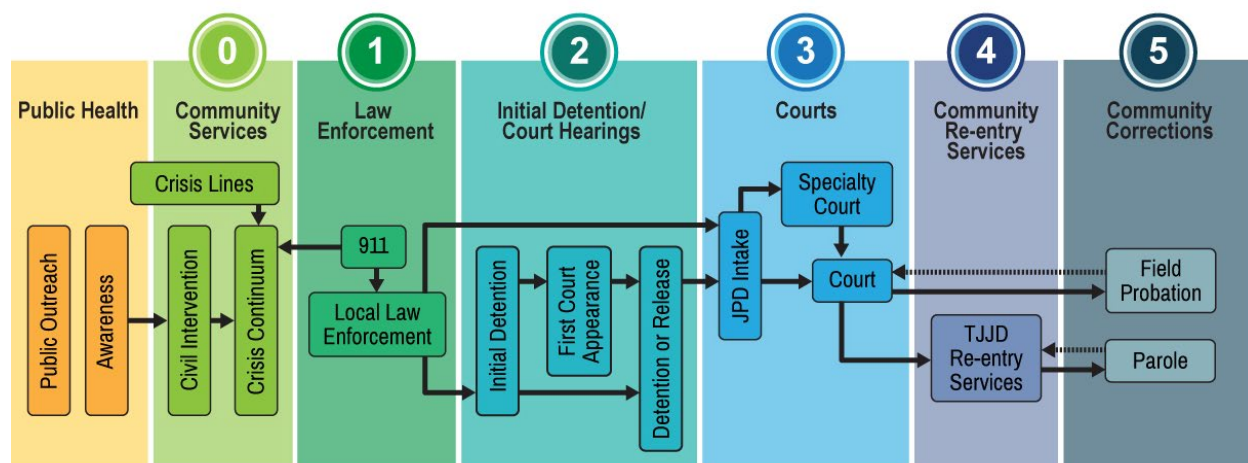 0
1
2
3
4
5
Public Health
Community
Services
Law
Enforcement
Initial Detention/
Court Hearings
Courts
Community
Re-entry
Services
Community
Corrections
Public Outreach
Awareness
Crisis Lines
Civil Intervention
Crisis Continuum
911
Local Law
Enforcement
Initial Detention
First Court
Appearance
Detention or Release
JPD Intake
Specialty
Court
Court
TJJD
Re-entry
Services
Field
Probation
Parole